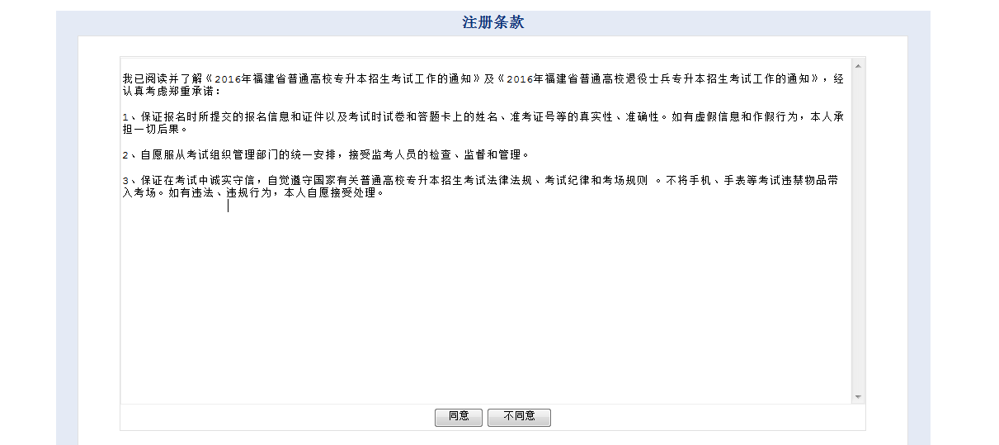 注册条款
我已阅读并了解《2016年福建省普通高校专升本招生考试工作的通知》及《2016年福建省普通高校退役士兵专升本招生考试工作的通知》，经
认真考虑郑重承诺：
1、保证报名时所提交的报名信息和证件以及考试时试卷和答题卡上的姓名、准考证号等的真实性、准确性。如有虚假信息和作假行为，本人承
担一切后果。
2、自愿服从考试组织管理部门的统一安排，接受监考人员的检查、监督和管理。
3、保证在考试中诚实守信，自觉遵守国家有关普通高校专升本招生考试法律法规、考试纪律和考场规则 。不将手机、手表等考试违禁物品带
入考场。如有违法、违规行为，本人自愿接受处理。
同意 不同意